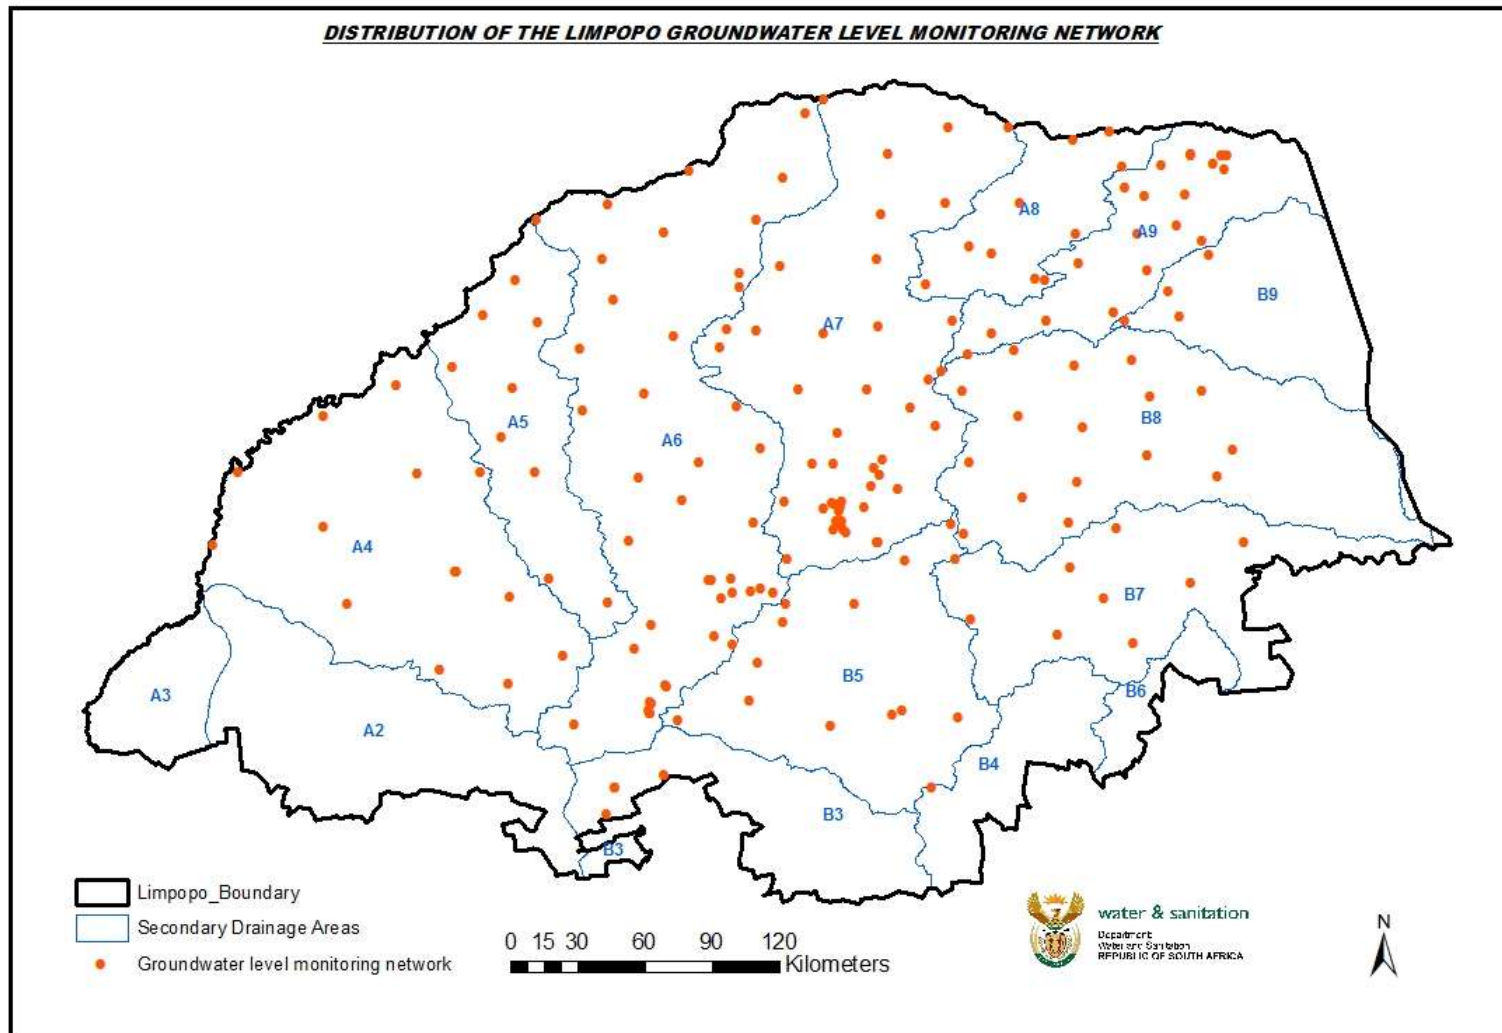 DISTRIBUTION OF THE LIMPOPO GROUNDWATER LEVEL MONITORING NETWORK
A8
A9
B9
A7
A5
A6
B8
A4
B7
A3
A2
B5
B6
B4
B3
B3
Limpopo_Boundary
Secondary Drainage Areas
Groundwater level monitoring network
0 15 30 60 90 120
Kilometers
water & sanitation
Department:
Water and Sanitation
REPUBLIC OF SOUTH AFRICA
N